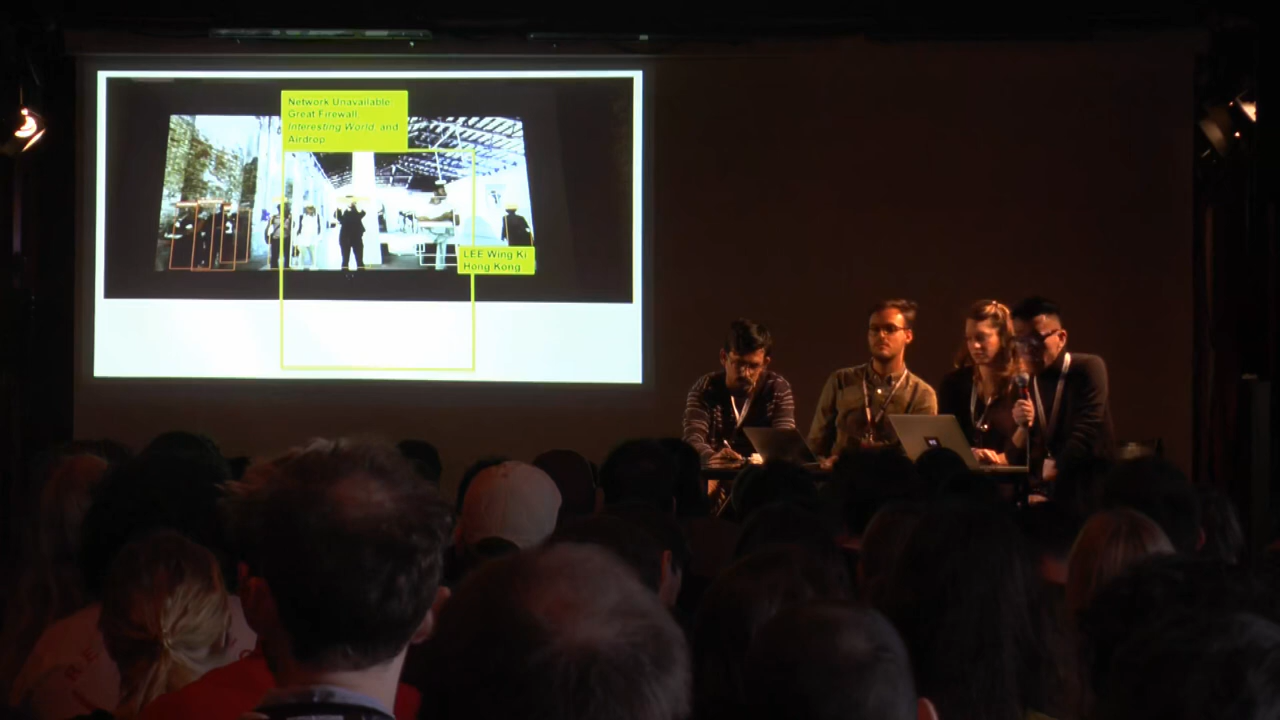 Network Unavailable:
Great Firewall,
Interesting World, and
Airdrop
LEE Wing Ki
Hong Kong